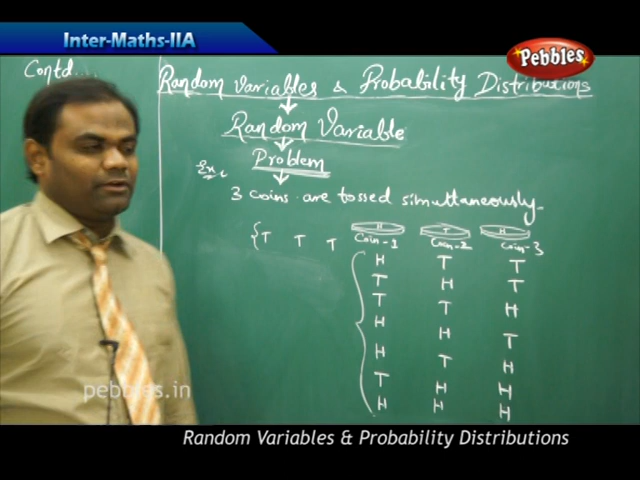 Inter-Maths-IIA
Pebbles
Contd...
Random Variables & Probability Distributions
Random Variable
Problem
Ex.
3 coins are tossed simultaneously.
H T H
{T T T Coin-1 Coin-2 Coin-3
H T T
T H T
T T H
H H T
H T H
T H H
H H H
pebbles.in
Random Variables & Probability Distributions